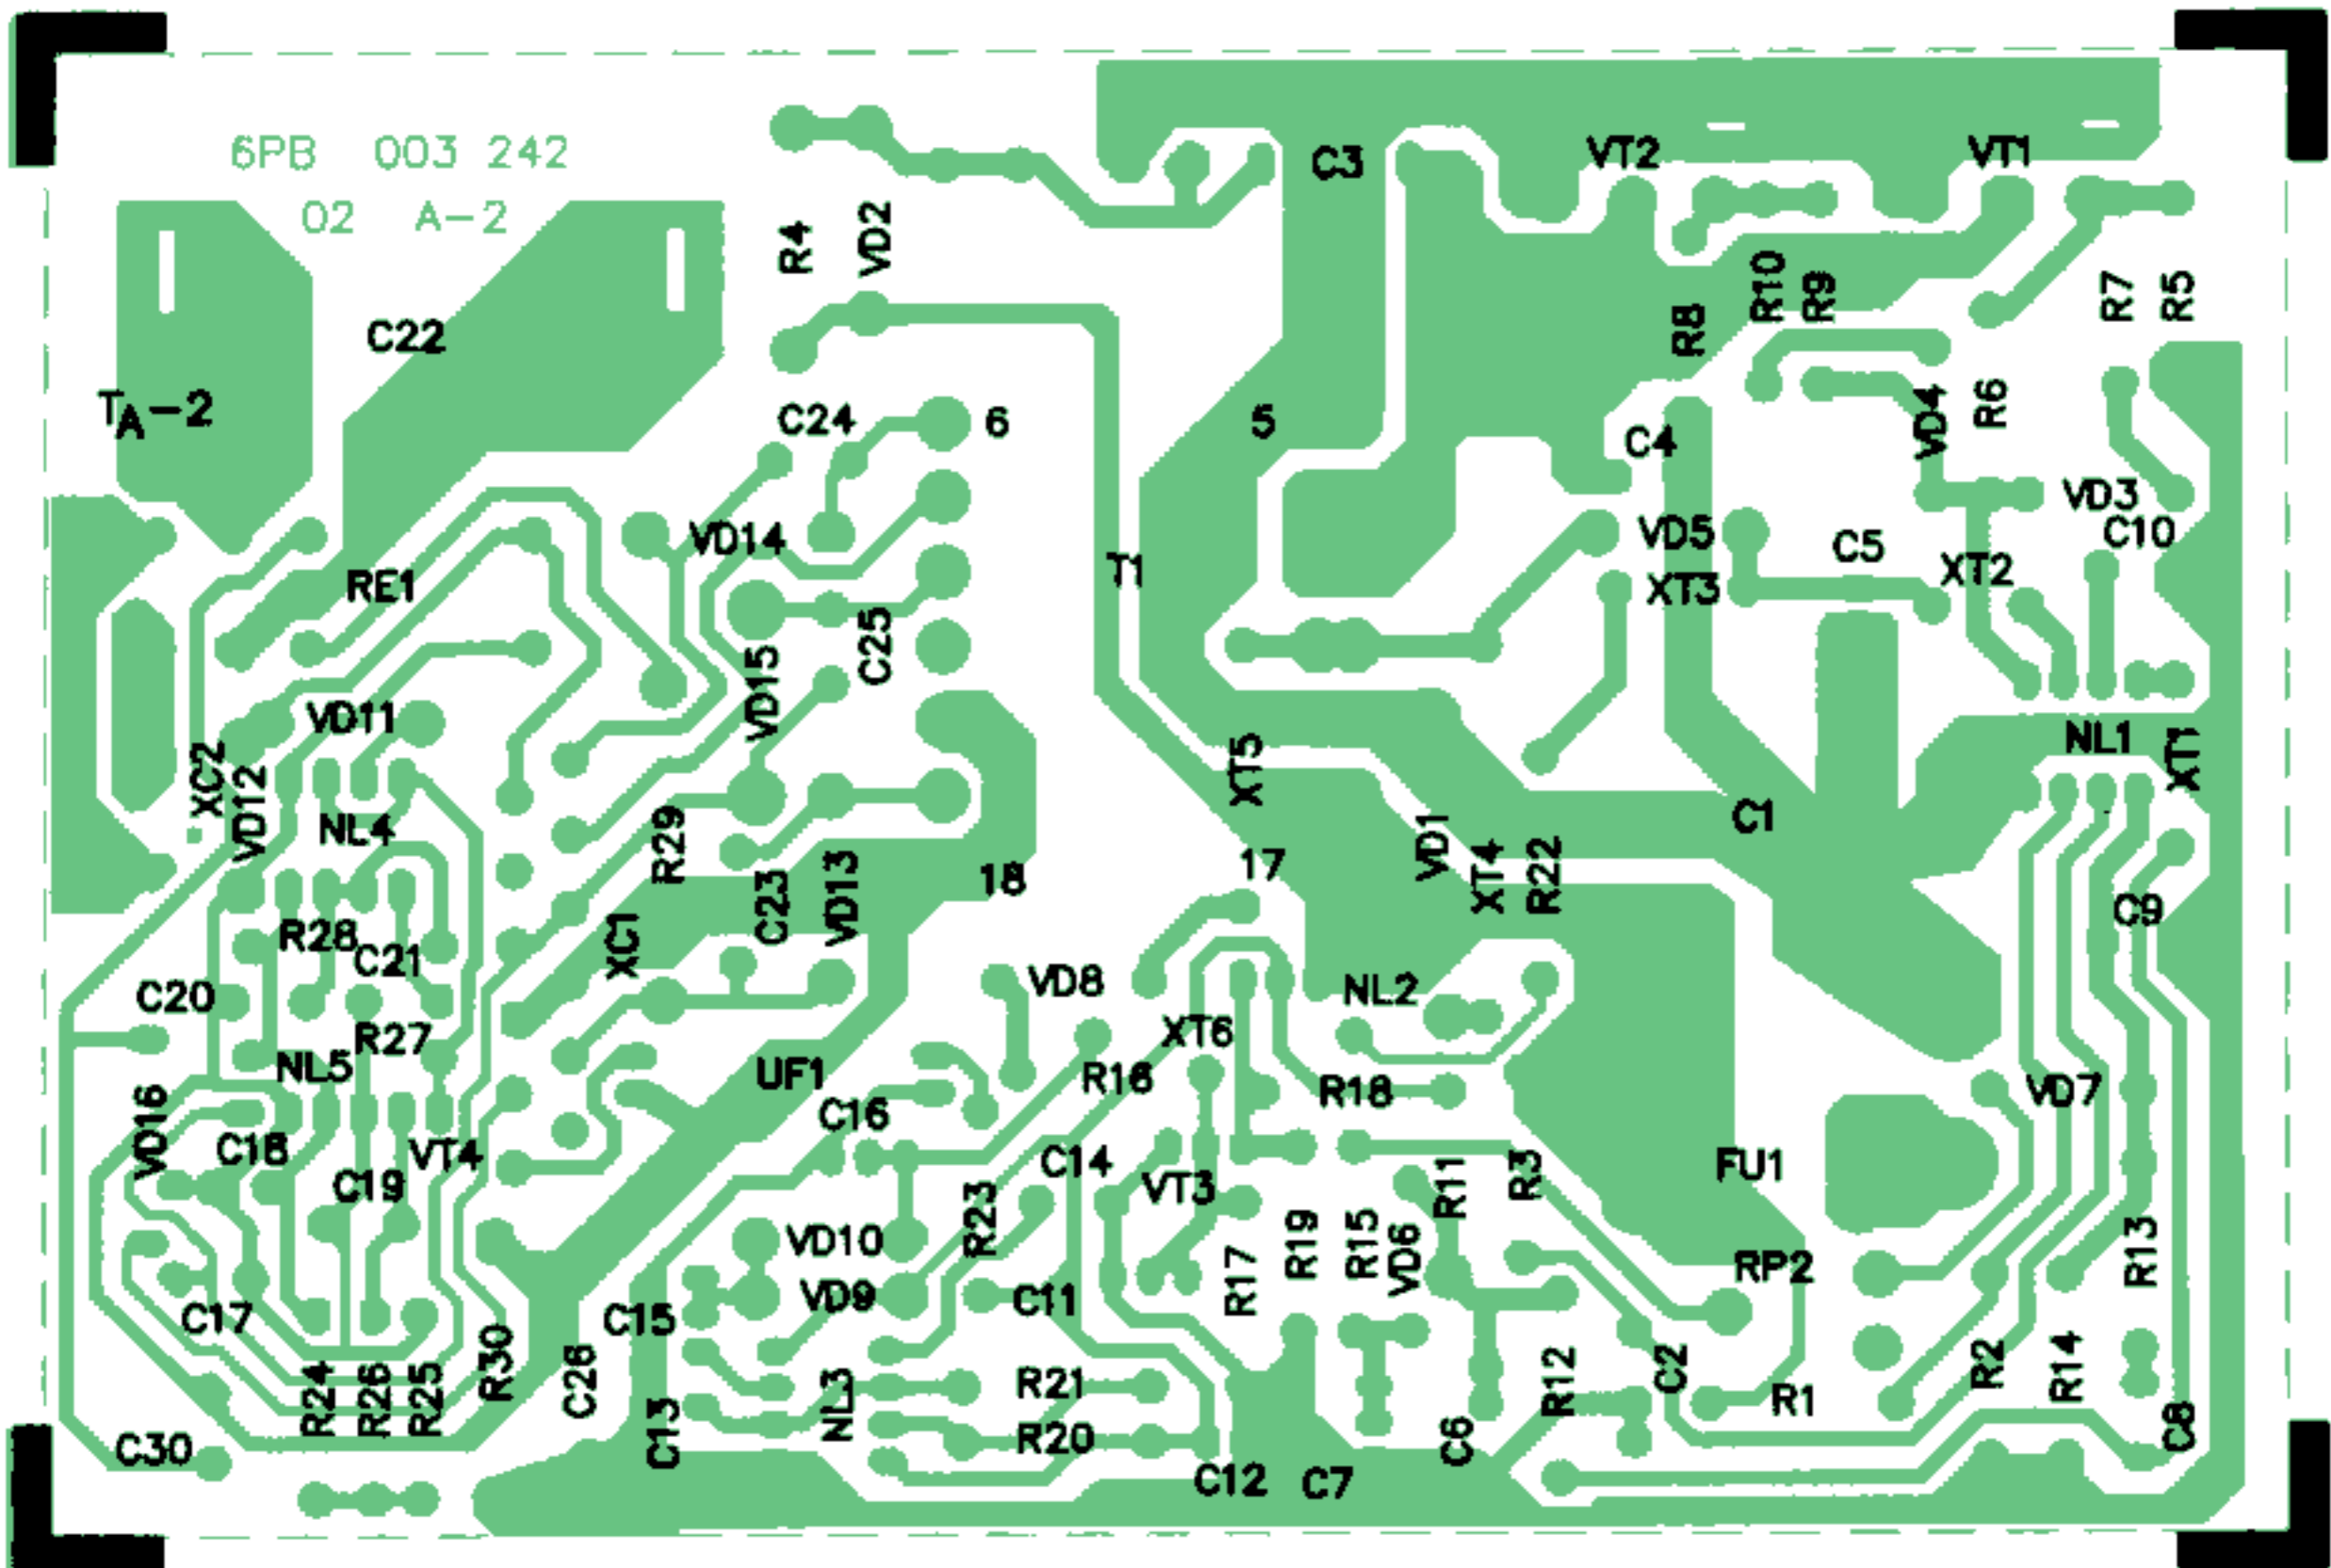 6PB 003 242
02 A-2
C3
VT2
VT1
R4
VD2
R10
R9
R7
R5
R8
C22
TA-2
C24
6
5
C4
VD4
R6
VD3
VD14
VD5
C10
C5
T1
XT3
XT2
RE1
C25
VD15
VD11
XC2
VD12
XT5
NL1
XT1
NL4
R29
VD1
C1
18
17
XT4
R22
C23
VD13
XC1
R28
C21
C9
C20
VD8
NL2
R27
XT6
NL5
UF1
R16
R18
VD7
VD16
C16
C18
VT4
C14
VT3
R11
R3
FU1
C19
R23
VD10
R19
R15
VD6
R13
RP2
VD9
C11
R17
C17
C15
R30
C28
R24
R26
R25
C13
NL3
R21
R20
R12
C2
R1
R2
R14
C6
C8
C30
C12
C7